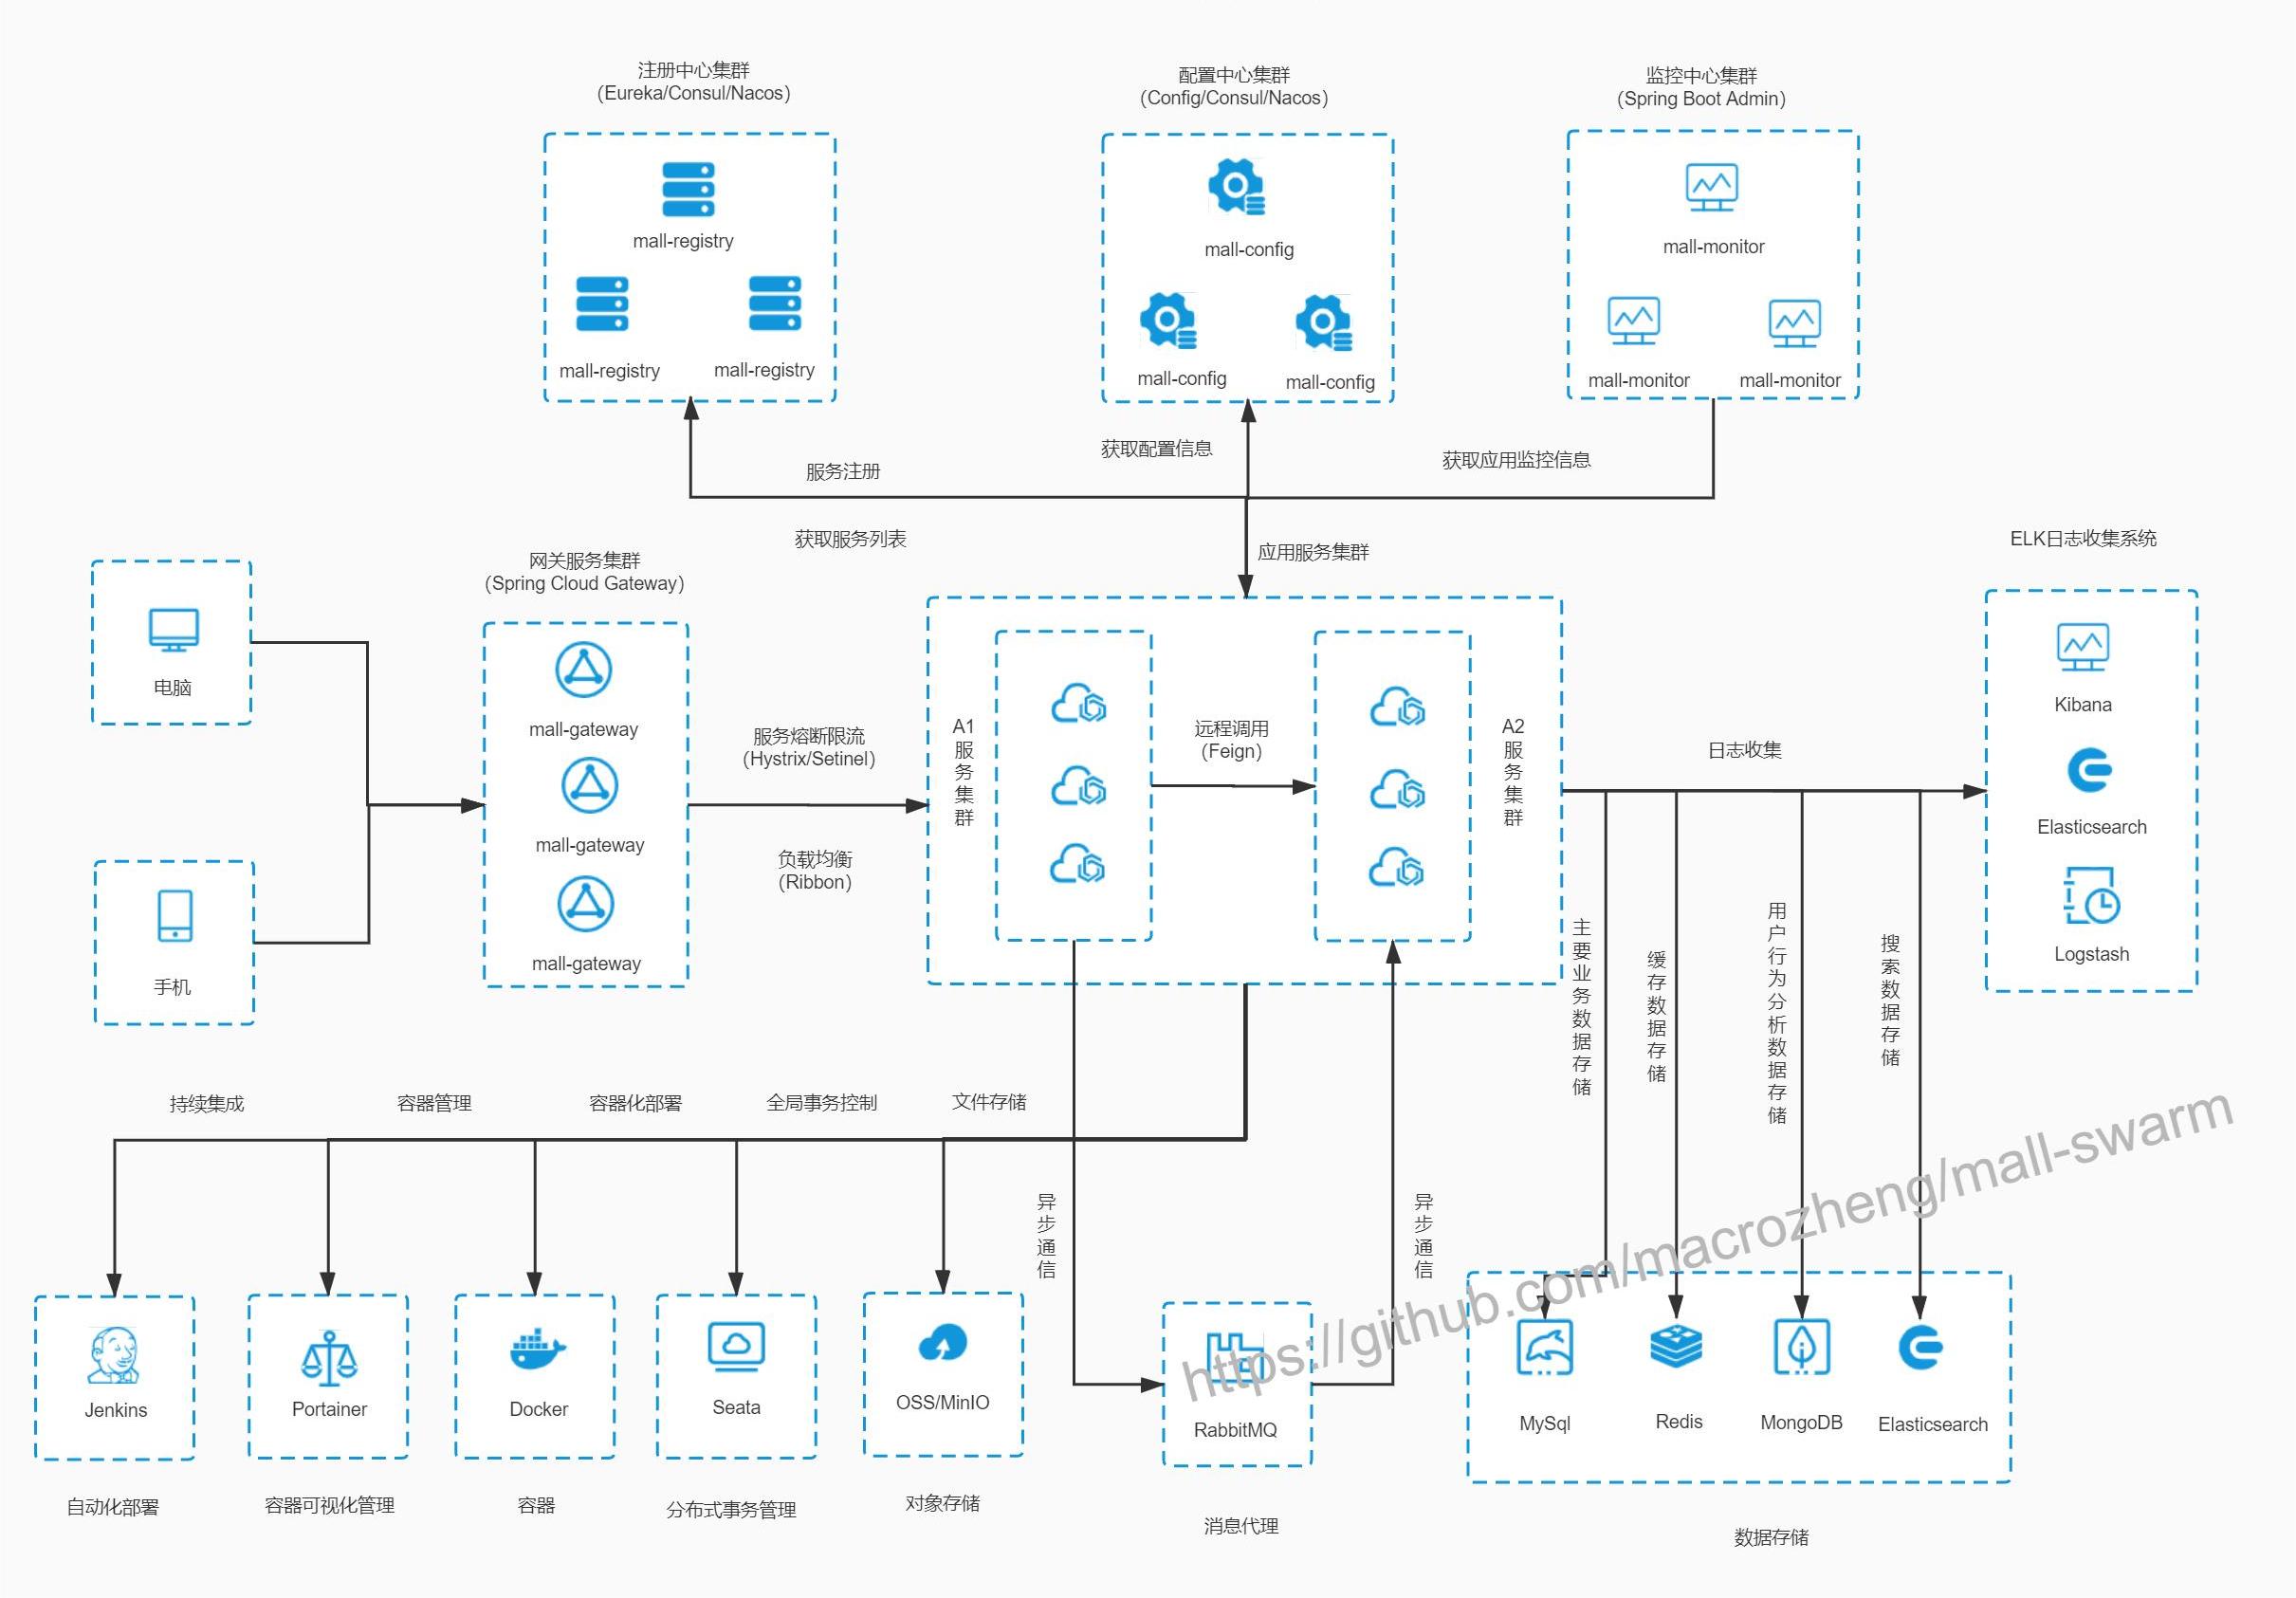 注册中心集群
（Eureka/Consul/Nacos）
配置中心集群
（Config/Consul/Nacos）
监控中心集群
（Spring Boot Admin）
mall-registry
mall-registry
mall-registry
mall-config
mall-config
mall-config
mall-monitor
mall-monitor
mall-monitor
服务注册
获取配置信息
获取应用监控信息
获取服务列表
应用服务集群
ELK日志收集系统
网关服务集群
（Spring Cloud Gateway）
电脑
手机
mall-gateway
mall-gateway
mall-gateway
服务熔断限流
（Hystrix/Setinel）
负载均衡
（Ribbon）
A1服务集群
远程调用
（Feign）
A2服务集群
日志收集
Kibana
Elasticsearch
Logstash
主要业务数据存储
缓存数据存储
用户行为分析数据存储
搜索数据存储
持续集成
容器管理
容器化部署
全局事务控制
文件存储
异步通信
异步通信
https://github.com/macrozheng/mall-swarm
Jenkins
Portainer
Docker
Seata
OSS/MinIO
RabbitMQ
MySql
Redis
MongoDB
Elasticsearch
自动化部署
容器可视化管理
容器
分布式事务管理
对象存储
消息代理
数据存储